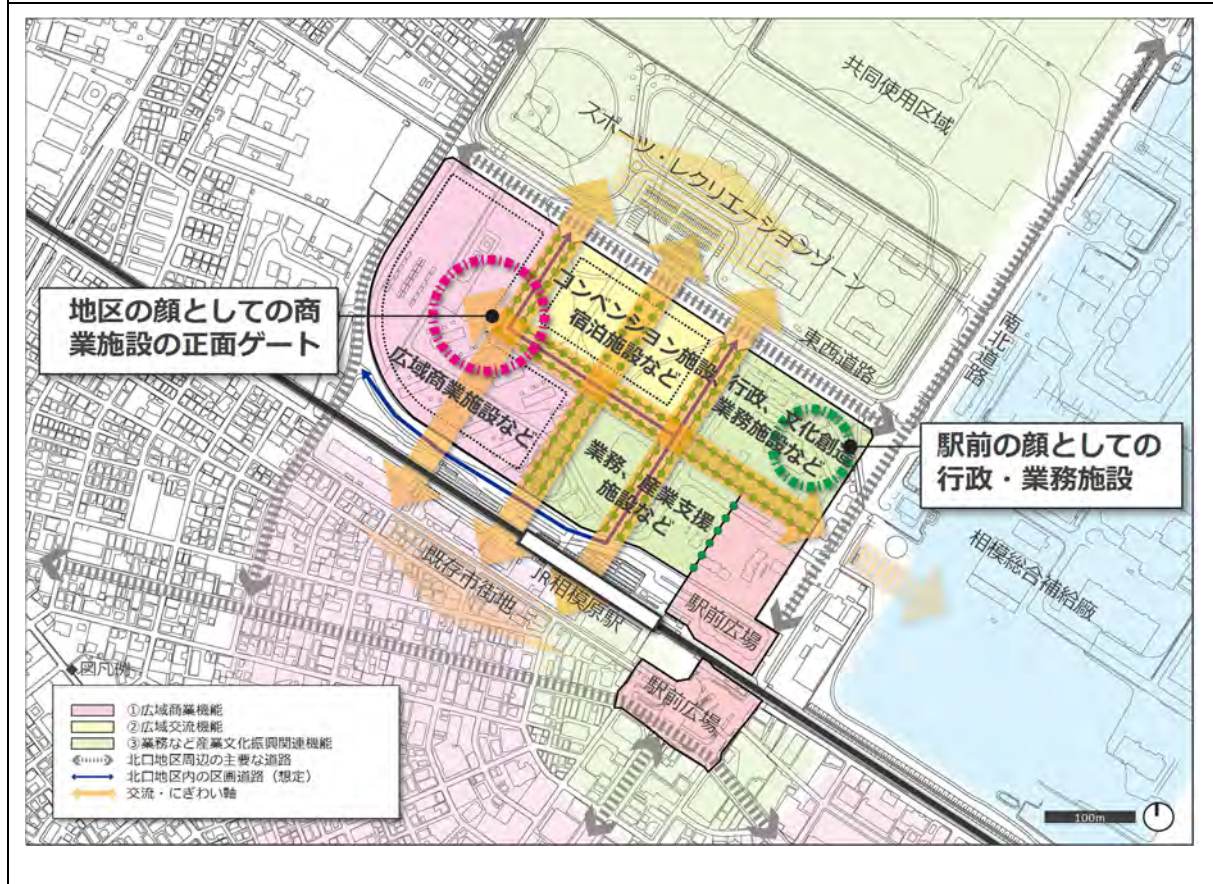 共同使用区域
スポーツ・レクリエーションゾーン
地区の顔としての商
業施設の正面ゲート
コンベンション施設、
宿泊施設など
東西道路
南北道路
広域商業施設など
行政、文化創造
業務施設など
駅前の顔としての
行政・業務施設
業務、産業支援
施設など
相模総合補給廠
既存市街地
JR相模原駅
駅前広場
駅前広場
◆図凡例
①広域商業機能
②広域交流機能
③業務など産業文化振興関連機能
北口地区周辺の主要な道路
北口地区内の区画道路（想定）
交流・にぎわい軸
100m